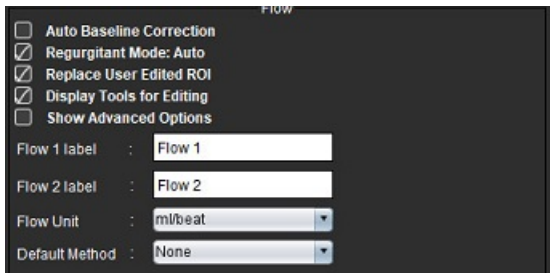 Flow
Auto Baseline Correction
Regurgitant Mode: Auto
Replace User Edited ROI
Display Tools for Editing
Show Advanced Options
Flow 1 label : Flow 1
Flow 2 label : Flow 2
Flow Unit : ml/beat
Default Method : None